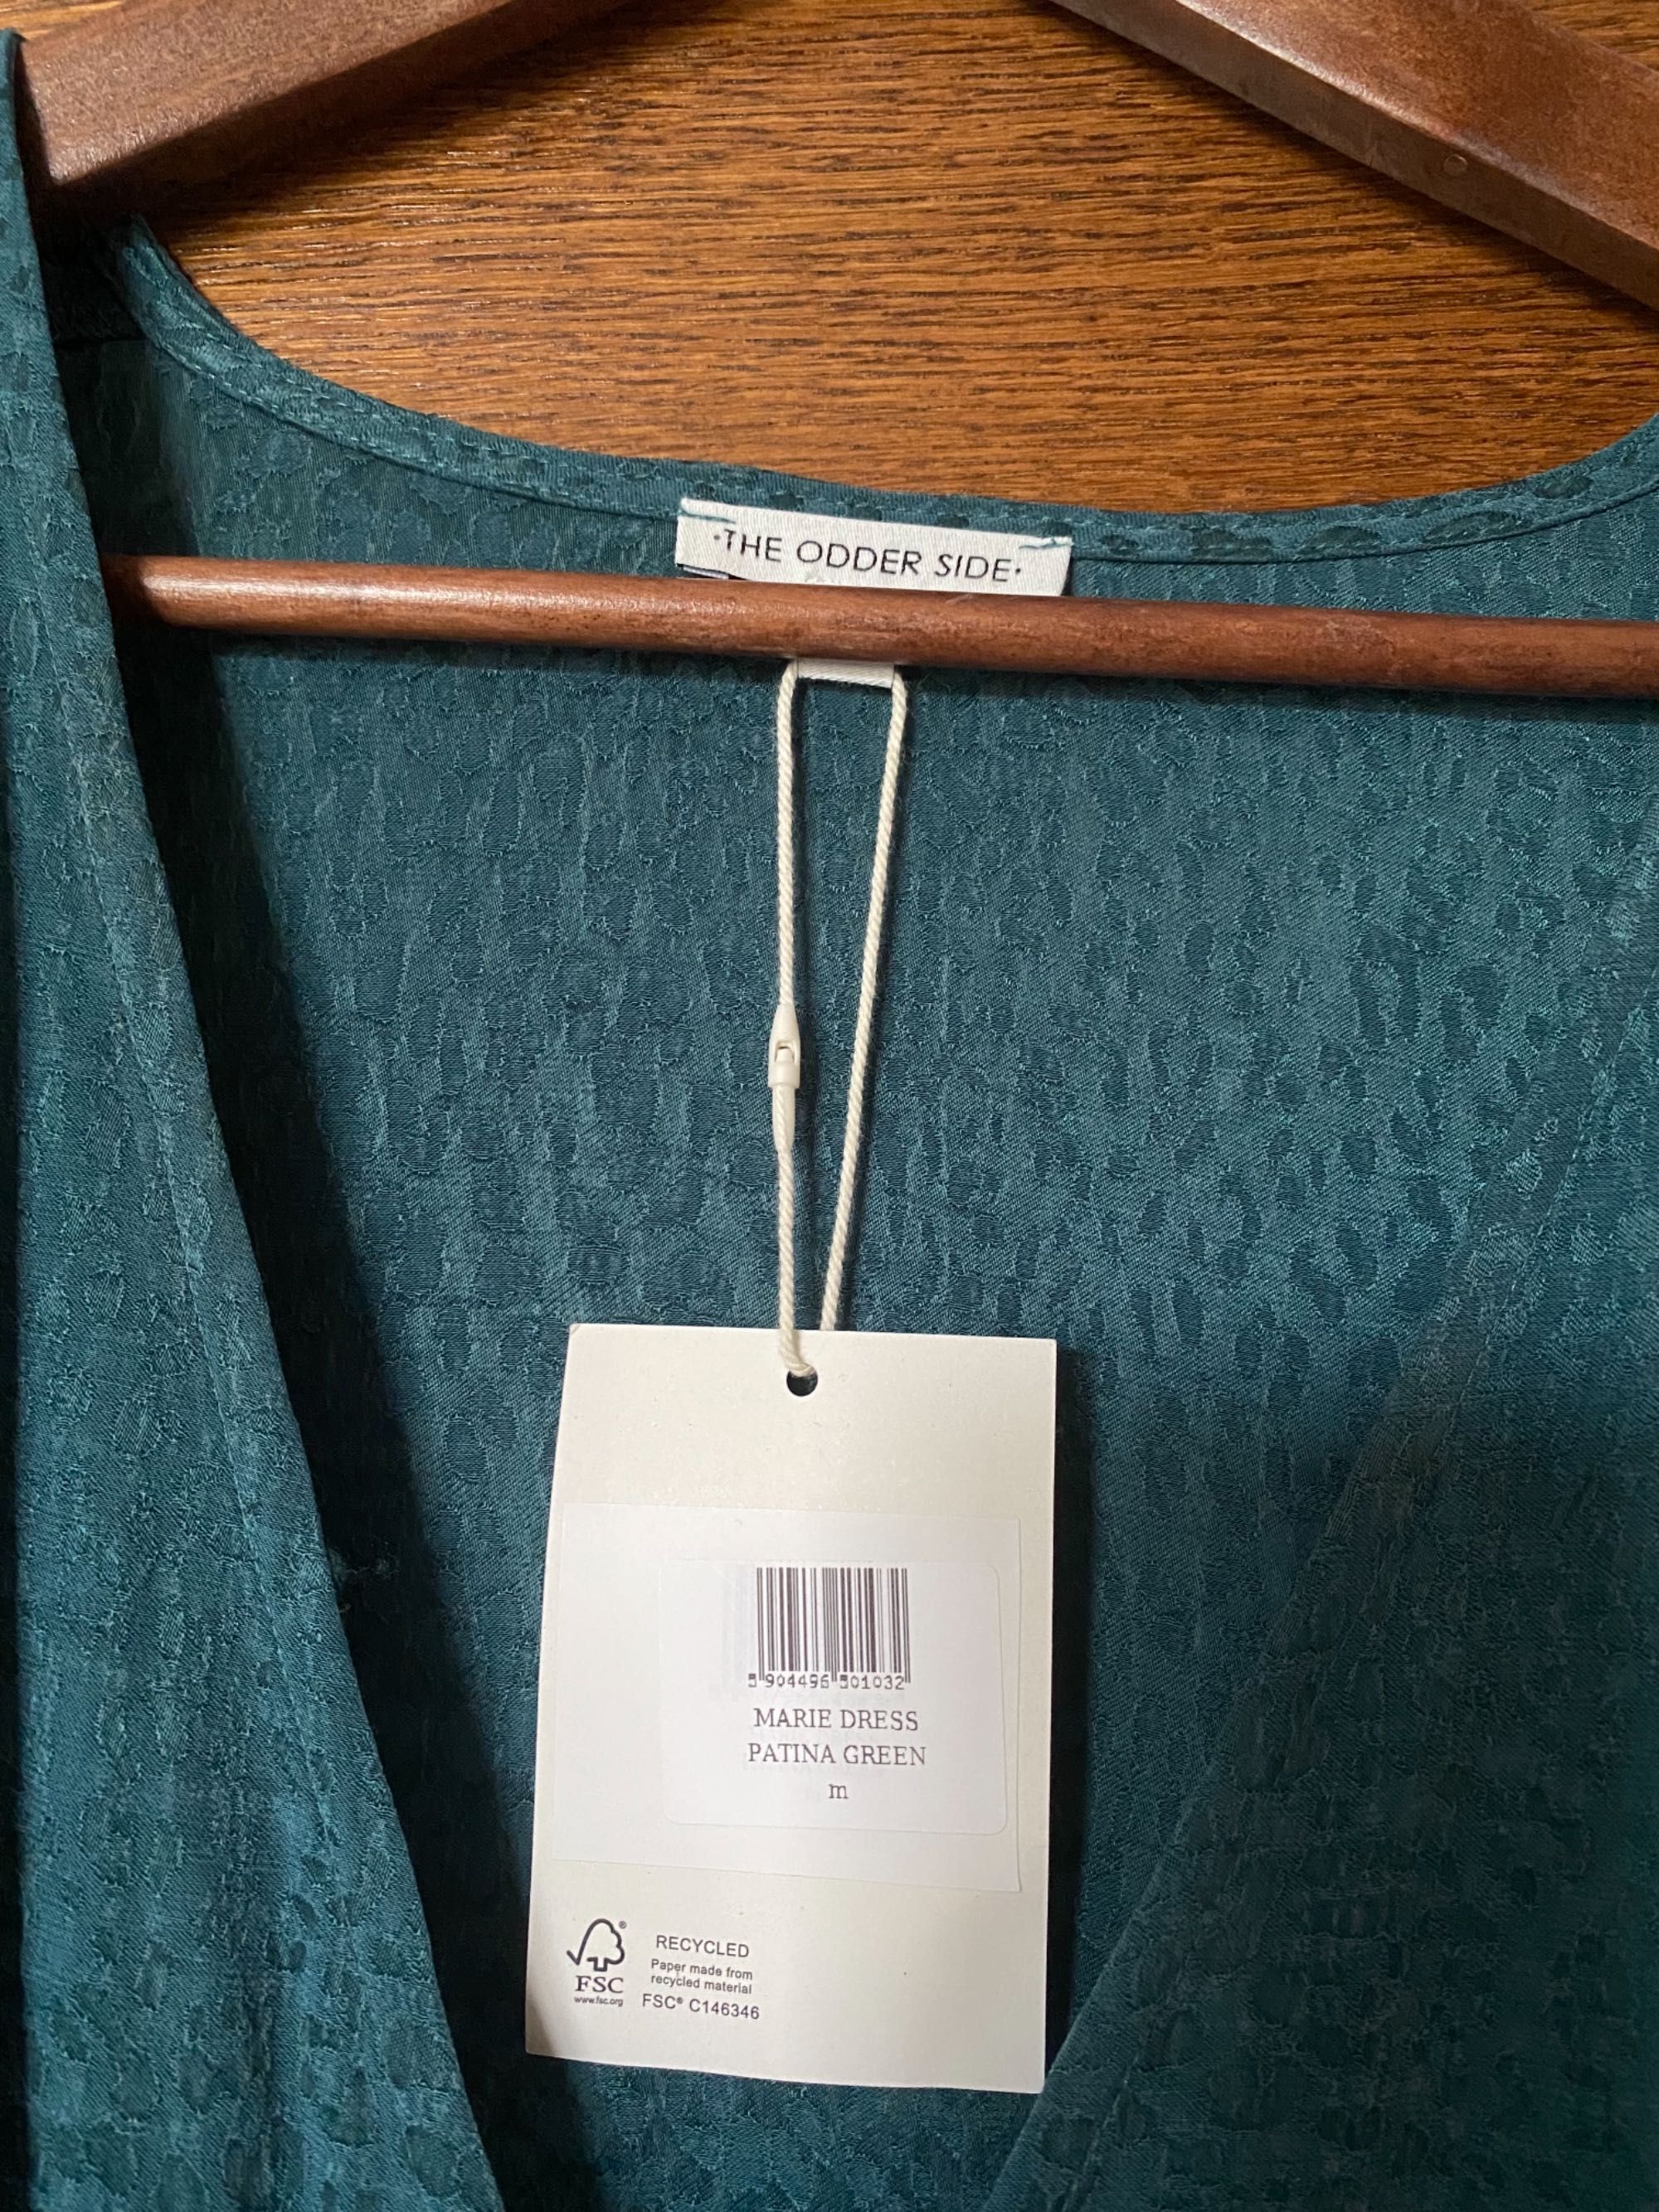 ·THE ODDER SIDE·
5 904496 501032
MARIE DRESS
PATINA GREEN
m
FSC®
www.fsc.org
RECYCLED
Paper made from
recycled material
FSC® C146346